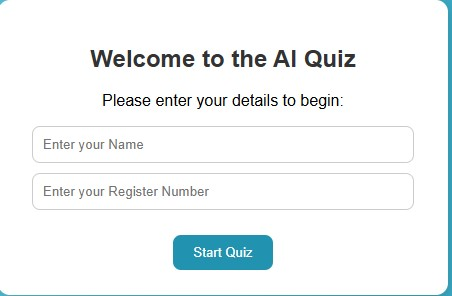 Welcome to the AI Quiz
Please enter your details to begin:
Enter your Name
Enter your Register Number
Start Quiz